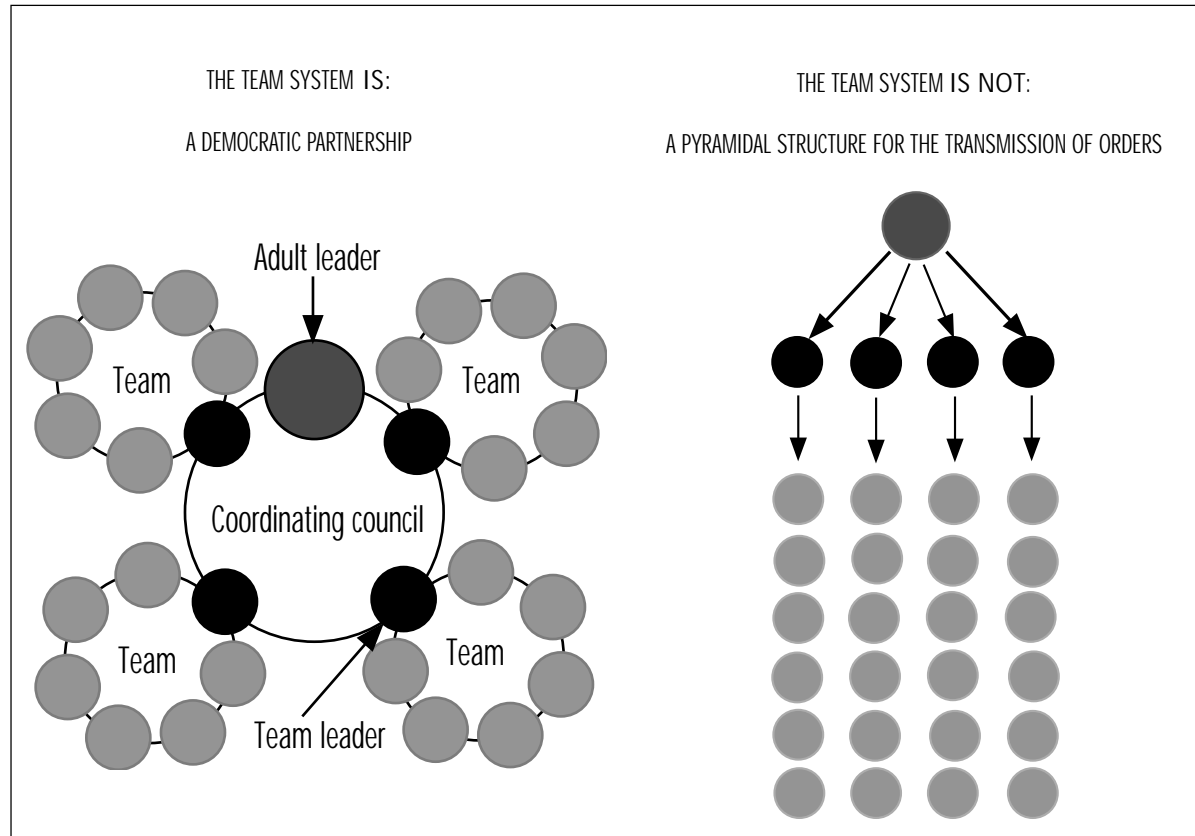 THE TEAM SYSTEM IS:
A DEMOCRATIC PARTNERSHIP
Adult leader
Team
Team
Coordinating council
Team
Team
Team leader
THE TEAM SYSTEM IS NOT:
A PYRAMIDAL STRUCTURE FOR THE TRANSMISSION OF ORDERS